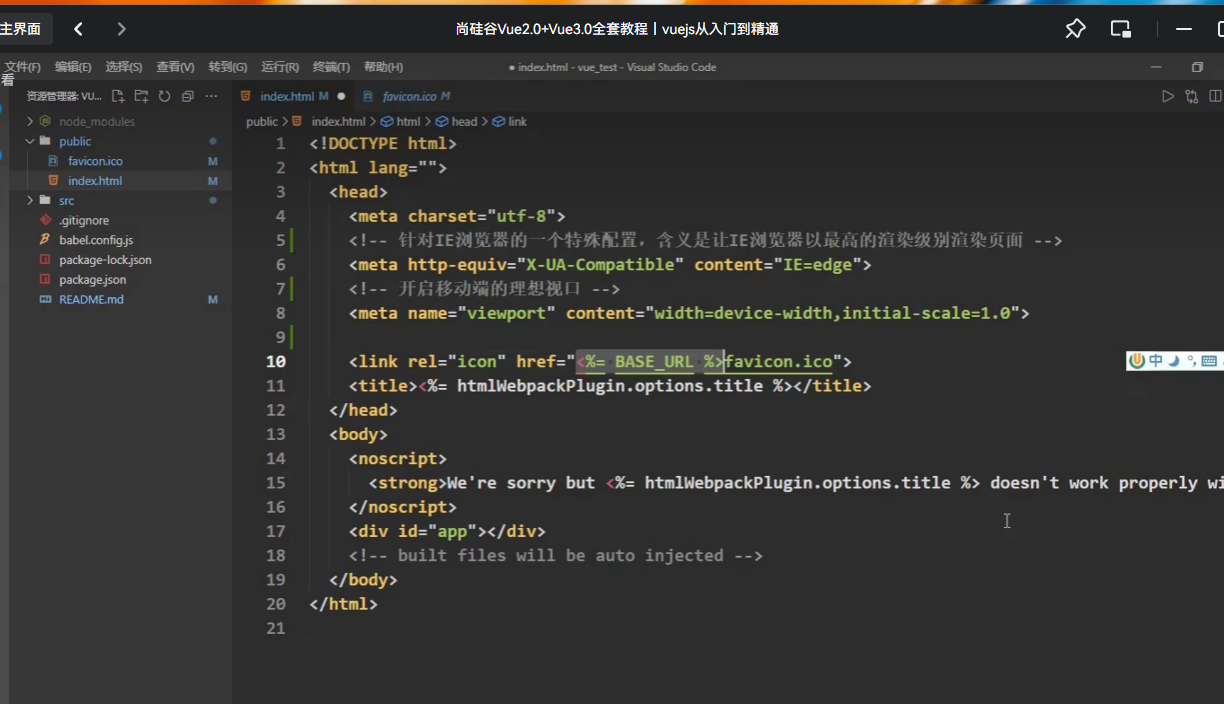 主界面
尚硅谷Vue2.0+Vue3.0全套教程丨vuejs从入门到精通
文件(F) 编辑(E) 选择(S) 查看(V) 转到(G) 运行(R) 终端(T) 帮助(H)
● index.html - vue_test - Visual Studio Code
看
资源管理器: VU...
index.html M ●
favicon.ico M
node_modules
public
favicon.ico M
index.html M
src
.gitignore
babel.config.js
package-lock.json
package.json
README.md M
public > index.html > html > head > link
1 <!DOCTYPE html>
2 <html lang="">
3 <head>
4 <meta charset="utf-8">
5 <!-- 针对IE浏览器的一个特殊配置，含义是让IE浏览器以最高的渲染级别渲染页面 -->
6 <meta http-equiv="X-UA-Compatible" content="IE=edge">
7 <!-- 开启移动端的理想视口 -->
8 <meta name="viewport" content="width=device-width,initial-scale=1.0">
9
10 <link rel="icon" href="<%= BASE_URL %>favicon.ico">
11 <title><%= htmlWebpackPlugin.options.title %></title>
12 </head>
13 <body>
14 <noscript>
15 <strong>We're sorry but <%= htmlWebpackPlugin.options.title %> doesn't work properly wi
16 </noscript>
17 <div id="app"></div>
18 <!-- built files will be auto injected -->
19 </body>
20 </html>
21
中